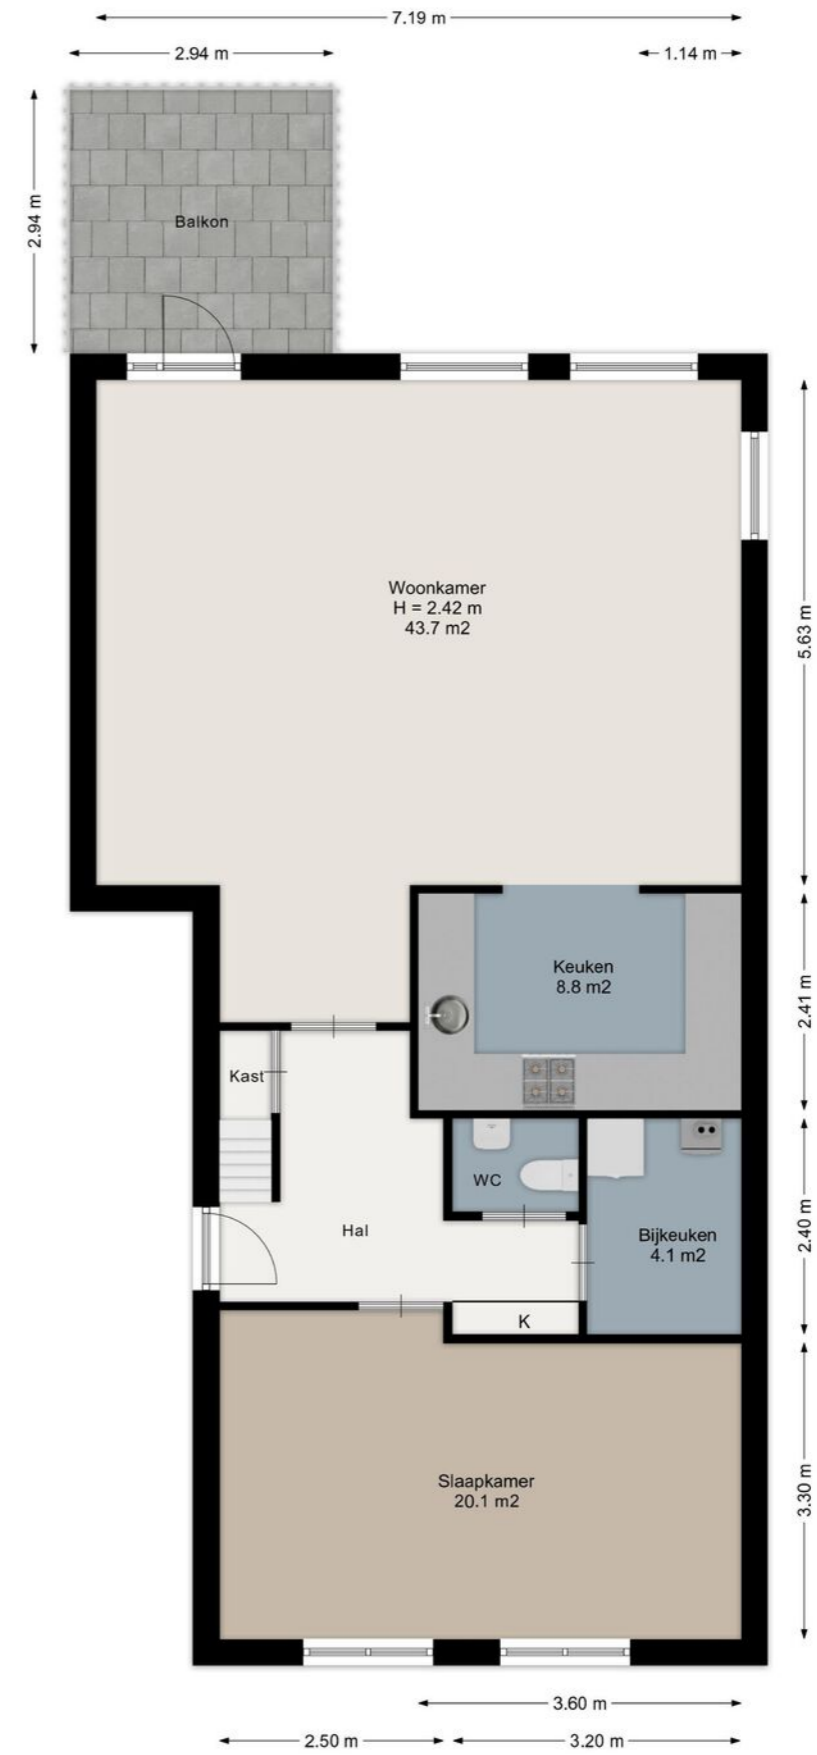 7.19 m
2.94 m
1.14 m
2.94 m
Balkon
Woonkamer
H = 2.42 m
43.7 m2
5.63 m
Keuken
8.8 m2
2.41 m
Kast
WC
Hal
Bijkeuken
4.1 m2
2.40 m
K
Slaapkamer
20.1 m2
3.30 m
3.60 m
2.50 m
3.20 m